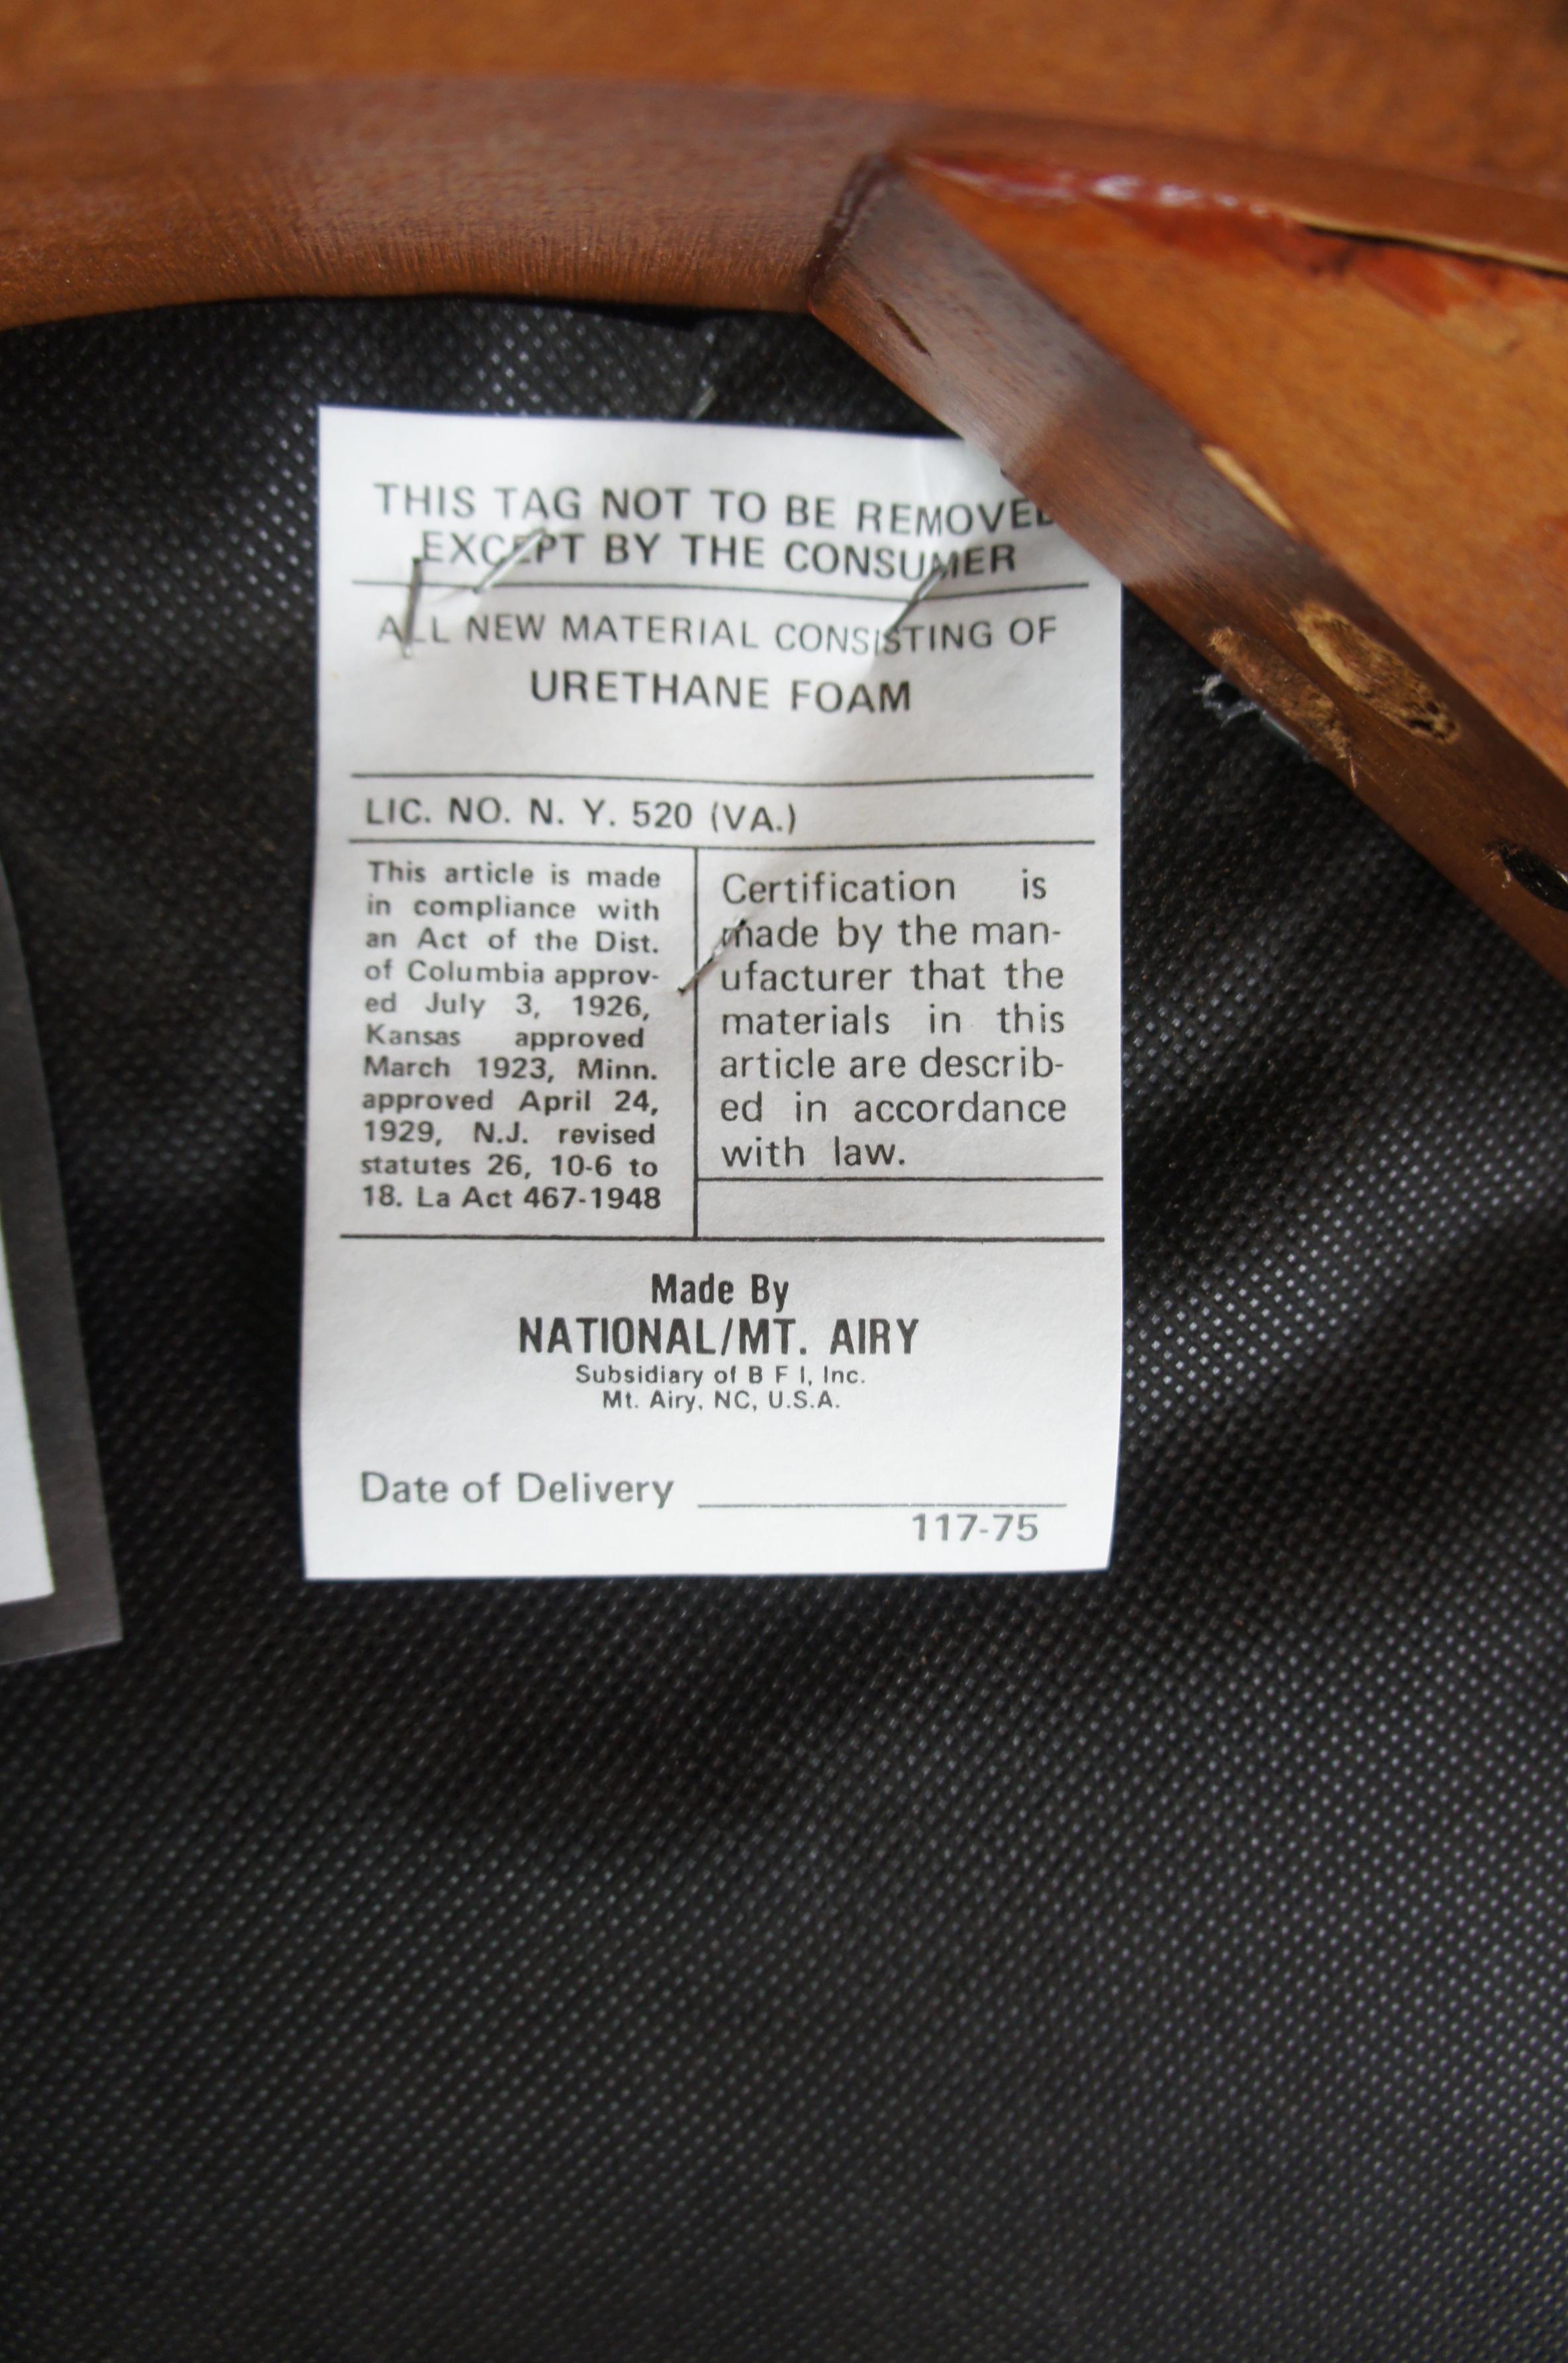 THIS TAG NOT TO BE REMOVED
EXCEPT BY THE CONSUMER
ALL NEW MATERIAL CONSISTING OF
URETHANE FOAM
LIC. NO. N. Y. 520 (VA.)
This article is made
in compliance with
an Act of the Dist.
of Columbia approv-
ed July 3, 1926,
Kansas approved
March 1923, Minn.
approved April 24,
1929, N.J. revised
statutes 26, 10-6 to
18. La Act 467-1948
Certification is
made by the man-
ufacturer that the
materials in this
article are describ-
ed in accordance
with law.
Made By
NATIONAL/MT. AIRY
Subsidiary of B F I, Inc.
Mt. Airy, NC, U.S.A.
Date of Delivery
117-75